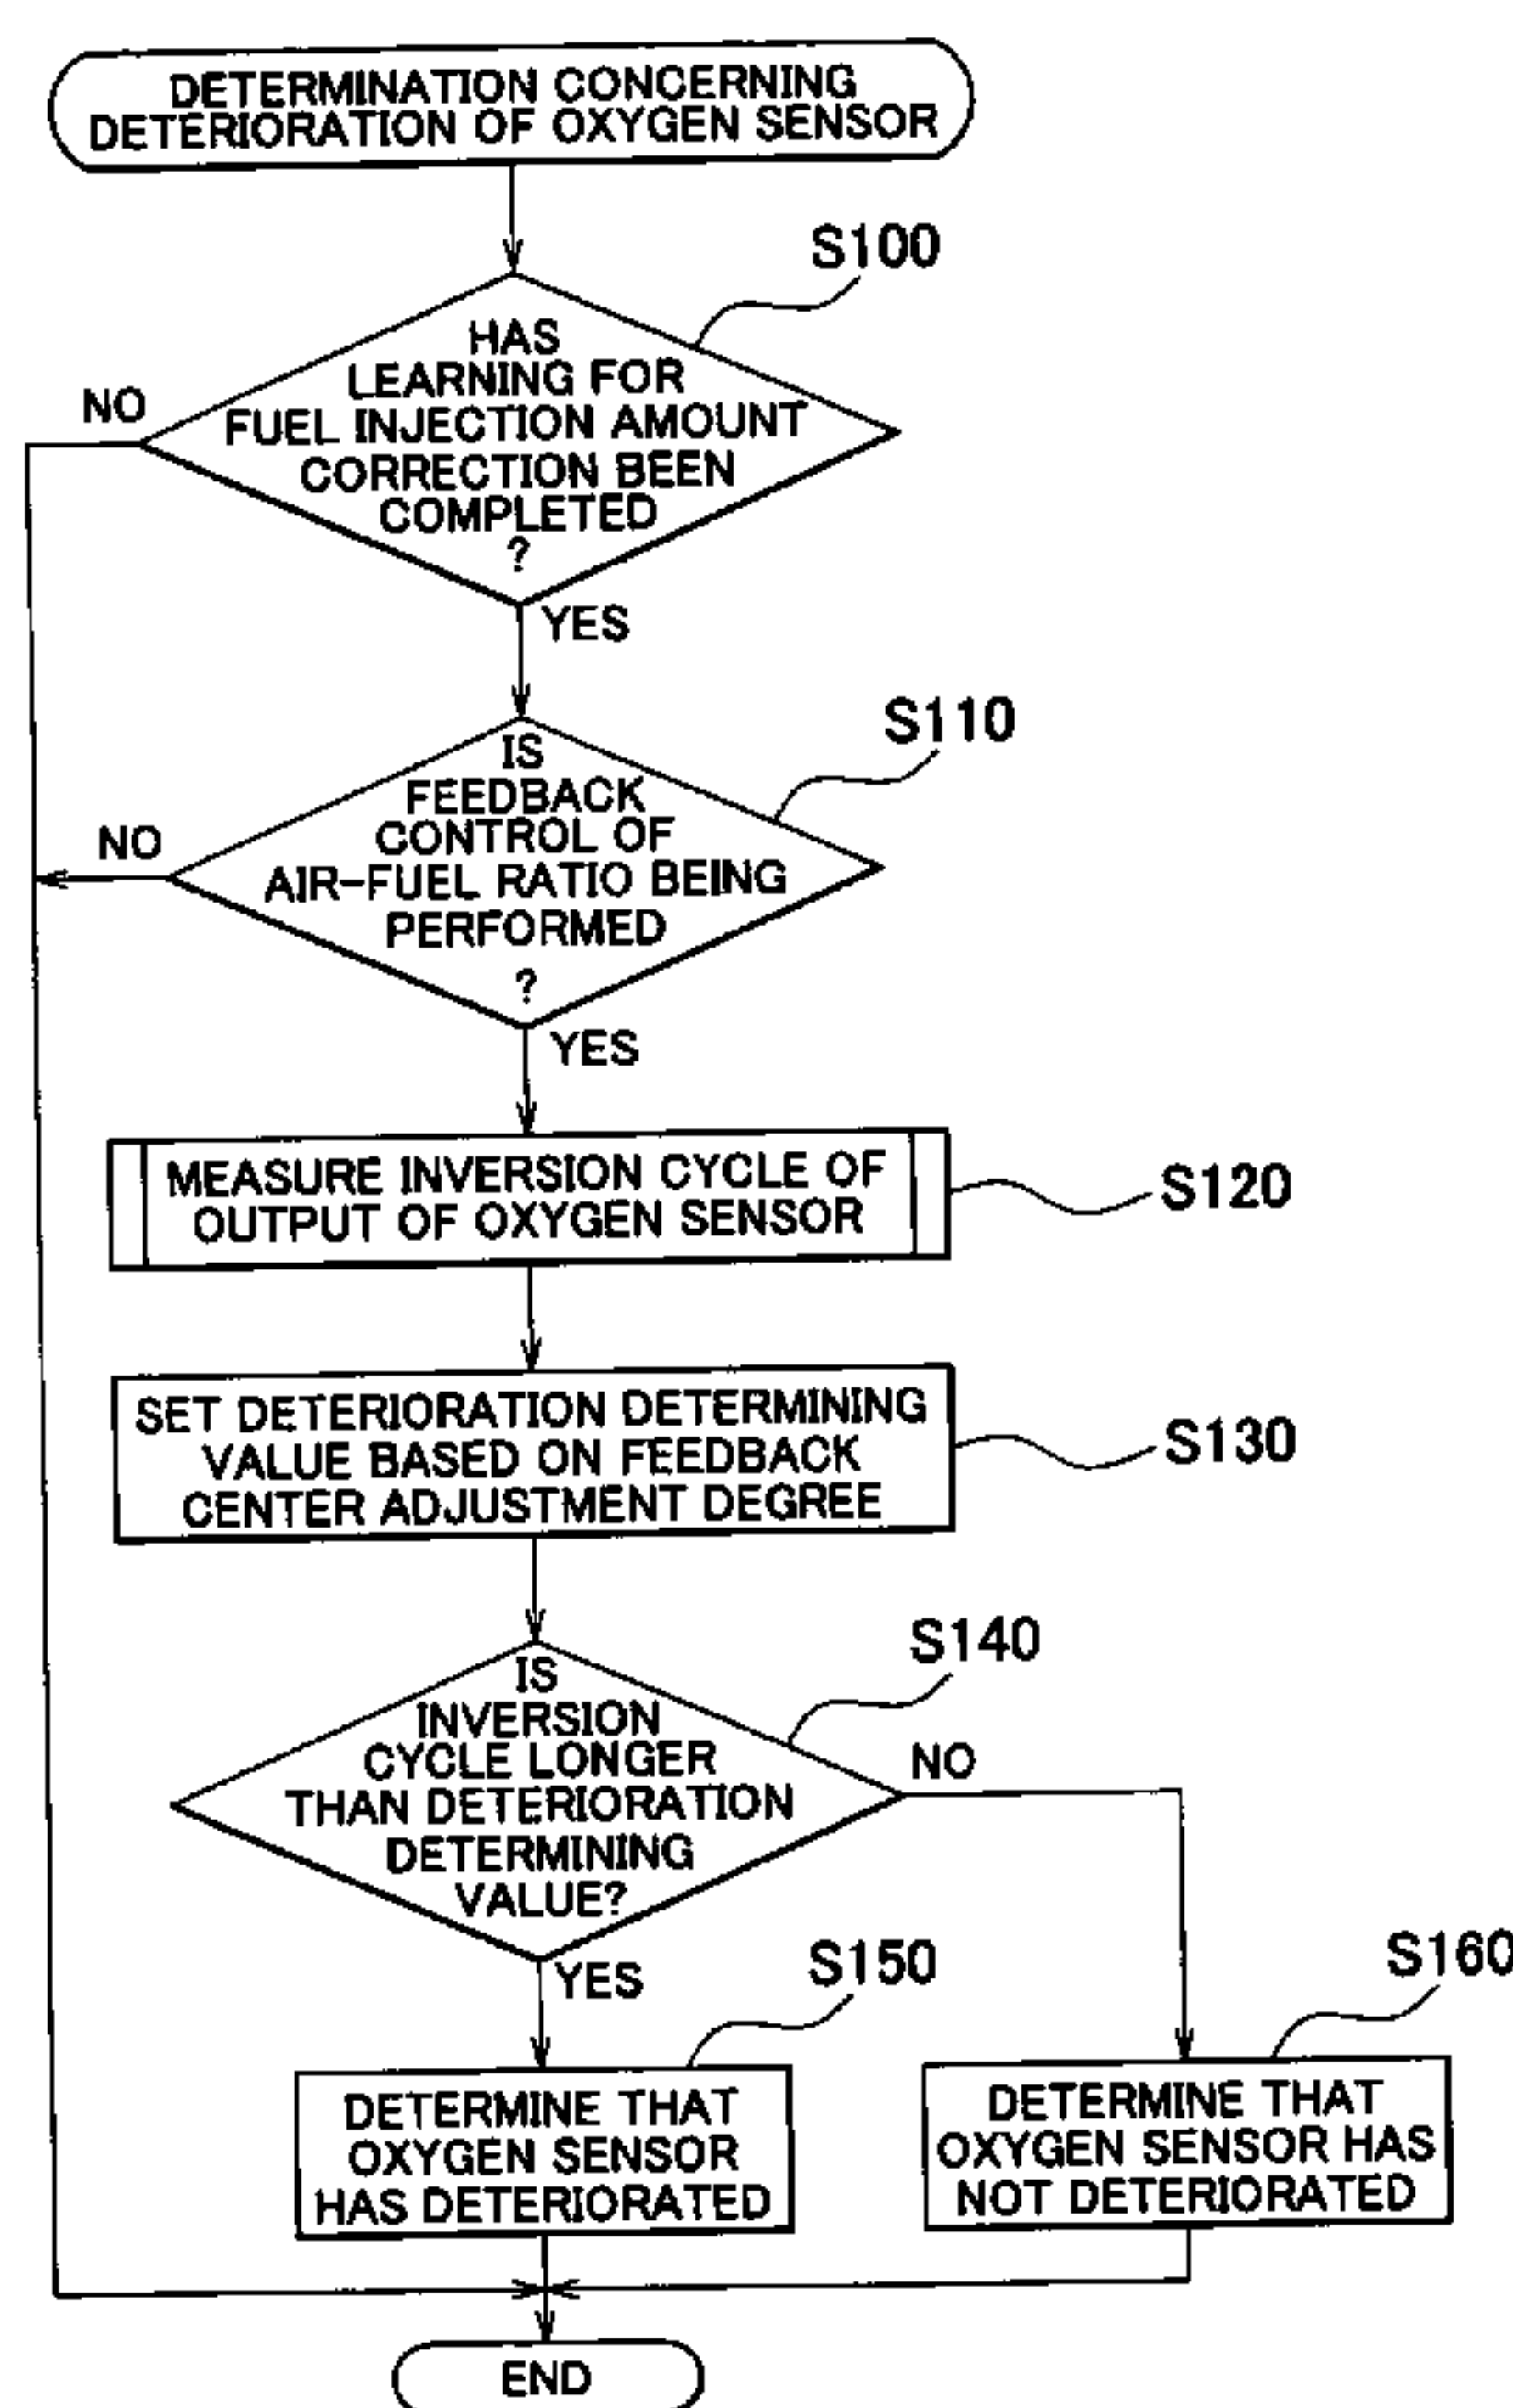 DETERMINATION CONCERNING
DETERIORATION OF OXYGEN SENSOR
S100
HAS
LEARNING FOR
FUEL INJECTION AMOUNT
CORRECTION BEEN
COMPLETED
?
NO
YES
S110
IS
FEEDBACK
CONTROL OF
AIR-FUEL RATIO BEING
PERFORMED
?
NO
YES
MEASURE INVERSION CYCLE OF
OUTPUT OF OXYGEN SENSOR
S120
SET DETERIORATION DETERMINING
VALUE BASED ON FEEDBACK
CENTER ADJUSTMENT DEGREE
S130
S140
IS
INVERSION
CYCLE LONGER
THAN DETERIORATION
DETERMINING
VALUE?
NO
YES
S150
S160
DETERMINE THAT
OXYGEN SENSOR
HAS DETERIORATED
DETERMINE THAT
OXYGEN SENSOR HAS
NOT DETERIORATED
END